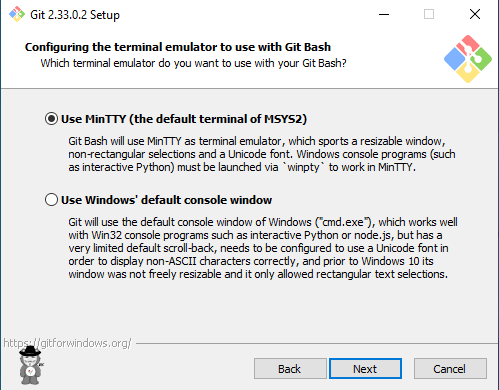 Git 2.33.0.2 Setup
Configuring the terminal emulator to use with Git Bash
Which terminal emulator do you want to use with your Git Bash?
Use MinTTY (the default terminal of MSYS2)
Git Bash will use MinTTY as terminal emulator, which sports a resizable window,
non-rectangular selections and a Unicode font. Windows console programs (such
as interactive Python) must be launched via `winpty` to work in MinTTY.
Use Windows' default console window
Git will use the default console window of Windows ("cmd.exe"), which works well
with Win32 console programs such as interactive Python or node.js, but has a
very limited default scroll-back, needs to be configured to use a Unicode font in
order to display non-ASCII characters correctly, and prior to Windows 10 its
window was not freely resizable and it only allowed rectangular text selections.
https://gitforwindows.org/
Back
Next
Cancel